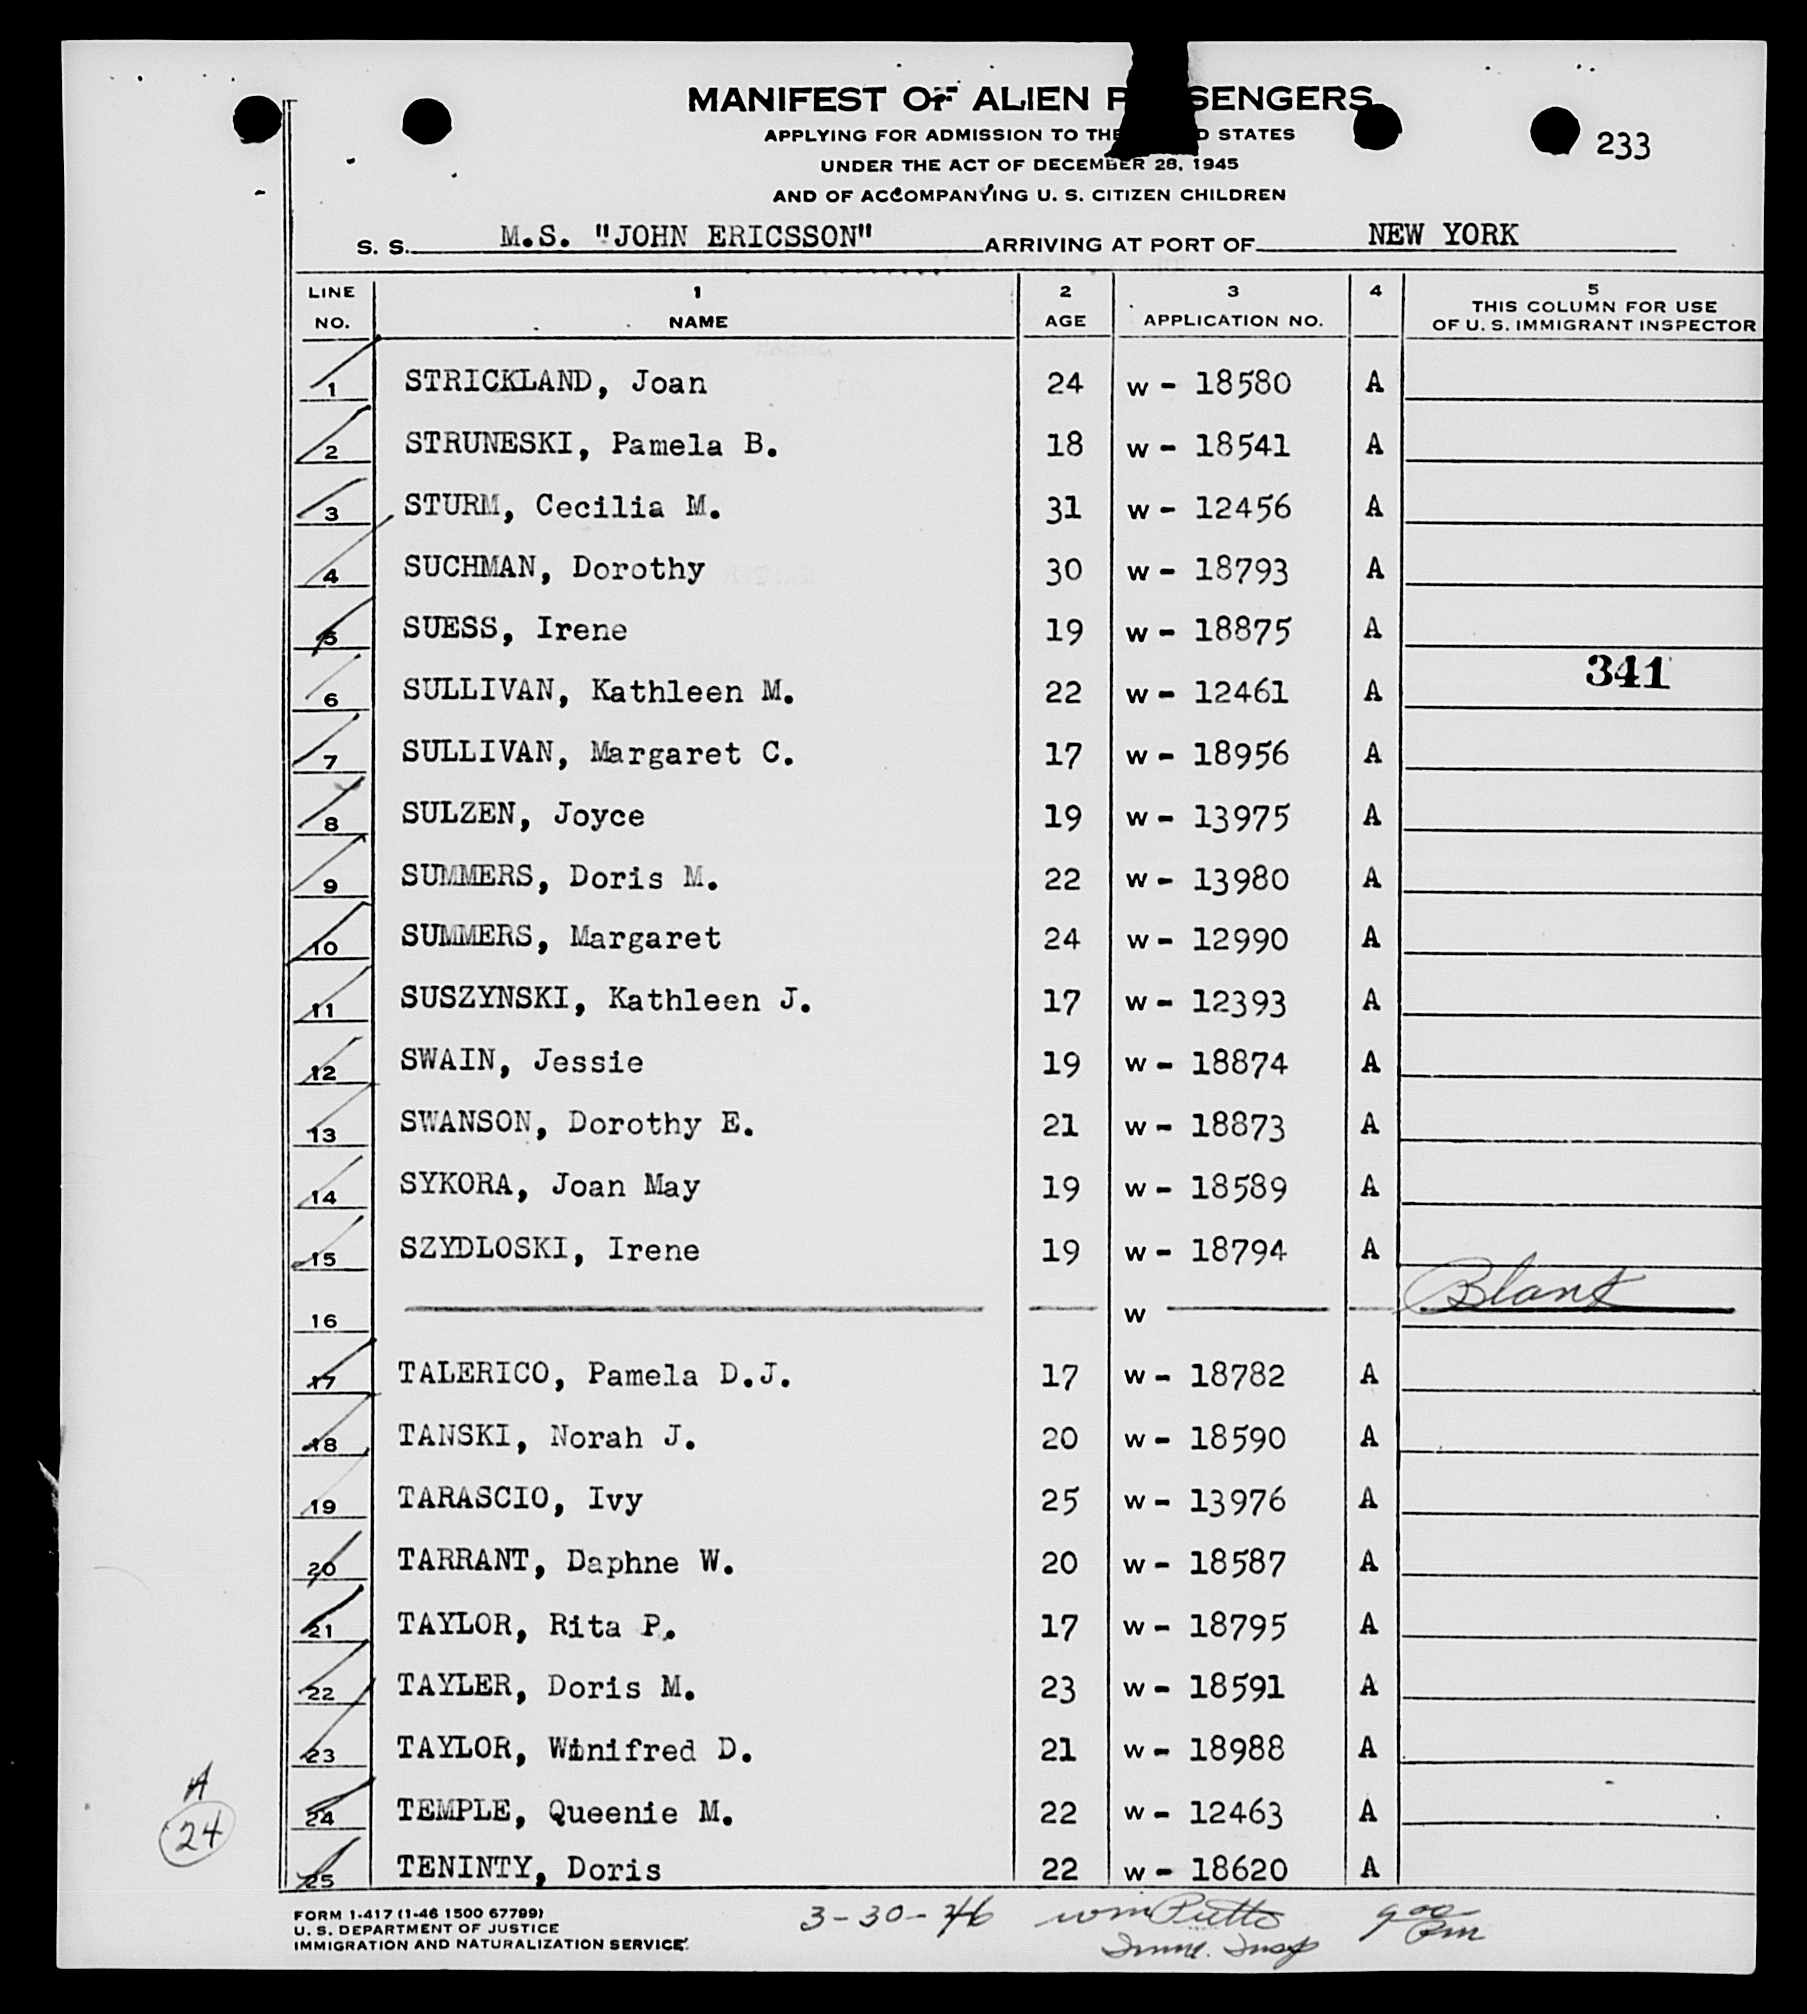 MANIFEST OF ALIEN P SENGERS
233
APPLYING FOR ADMISSION TO THE D STATES
UNDER THE ACT OF DECEMBER 28, 1945
AND OF ACCOMPANYING U. S. CITIZEN CHILDREN
S. S. M.S. "JOHN ERICSSON" ARRIVING AT PORT OF NEW YORK
LINE NO. 1 NAME 2 AGE 3 APPLICATION NO. 4 5 THIS COLUMN FOR USE OF U. S. IMMIGRANT INSPECTOR
1 STRICKLAND, Joan 24 W - 18580 A
2 STRUNESKI, Pamela B. 18 W - 18541 A
3 STURM, Cecilia M. 31 W - 12456 A
4 SUCHMAN, Dorothy 30 W - 18793 A
5 SUESS, Irene 19 W - 18875 A
6 SULLIVAN, Kathleen M. 22 W - 12461 A 341
7 SULLIVAN, Margaret C. 17 W - 18956 A
8 SULZEN, Joyce 19 W - 13975 A
9 SUMMERS, Doris M. 22 W - 13980 A
10 SUMMERS, Margaret 24 W - 12990 A
11 SUSZYNSKI, Kathleen J. 17 W - 12393 A
12 SWAIN, Jessie 19 W - 18874 A
13 SWANSON, Dorothy E. 21 W - 18873 A
14 SYKORA, Joan May 19 W - 18589 A
15 SZYDLOSKI, Irene 19 W - 18794 A
16 W Blank
17 TALERICO, Pamela D.J. 17 W - 18782 A
18 TANSKI, Norah J. 20 W - 18590 A
19 TARASCIO, Ivy 25 W - 13976 A
20 TARRANT, Daphne W. 20 W - 18587 A
21 TAYLOR, Rita P. 17 W - 18795 A
22 TAYLER, Doris M. 23 W - 18591 A
23 TAYLOR, Winifred D. 21 W - 18988 A
24 TEMPLE, Queenie M. 22 W - 12463 A
25 TENINTY, Doris 22 W - 18620 A
A
24
FORM 1-417 (1-46 1500 67799)
U. S. DEPARTMENT OF JUSTICE
IMMIGRATION AND NATURALIZATION SERVICE
3-30-46
Imm. Insp
900 pm